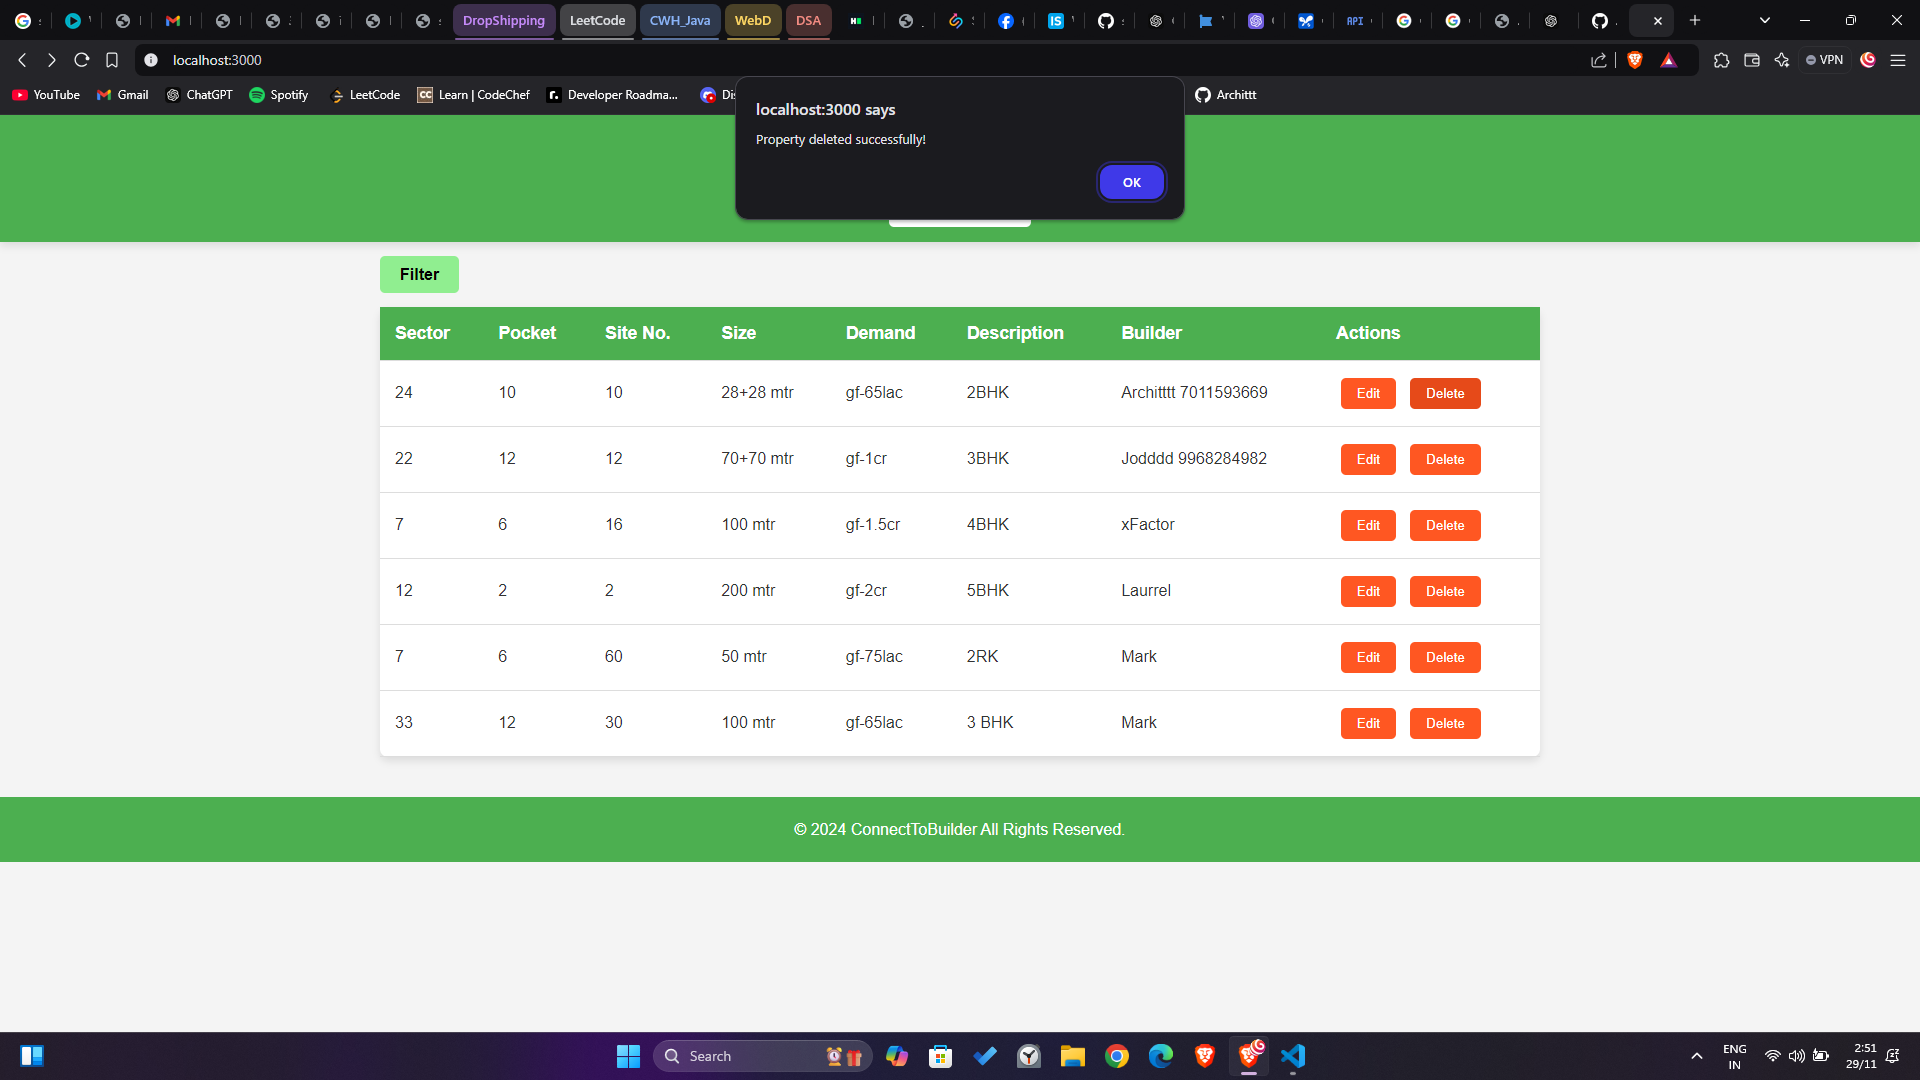 DropShipping
LeetCode
CWH_Java
WebD
DSA
API
localhost:3000
VPN
YouTube
Gmail
ChatGPT
Spotify
LeetCode
Learn | CodeChef
Developer Roadma...
Archittt
localhost:3000 says
Property deleted successfully!
OK
Filter
Sector Pocket Site No. Size Demand Description Builder Actions
24 10 10 28+28 mtr gf-65lac 2BHK Architttt 7011593669 Edit Delete
22 12 12 70+70 mtr gf-1cr 3BHK Jodddd 9968284982 Edit Delete
7 6 16 100 mtr gf-1.5cr 4BHK xFactor Edit Delete
12 2 2 200 mtr gf-2cr 5BHK Laurrel Edit Delete
7 6 60 50 mtr gf-75lac 2RK Mark Edit Delete
33 12 30 100 mtr gf-65lac 3 BHK Mark Edit Delete
© 2024 ConnectToBuilder All Rights Reserved.
Search
ENG
IN
2:51
29/11